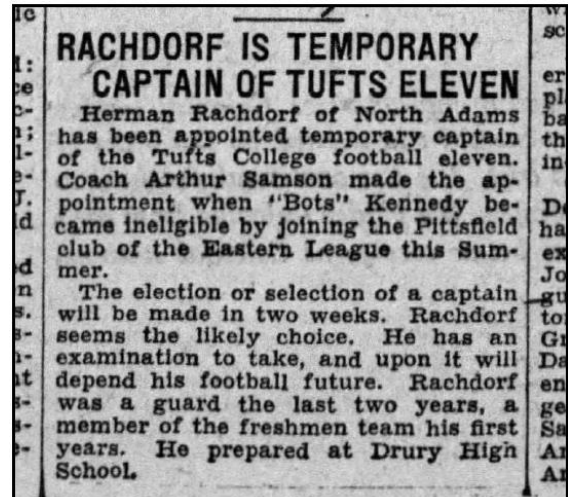 RACHDORF IS TEMPORARY
CAPTAIN OF TUFTS ELEVEN
Herman Rachdorf of North Adams
has been appointed temporary captain
of the Tufts College football eleven.
Coach Arthur Samson made the ap-
pointment when "Bots" Kennedy be-
came ineligible by joining the Pittsfield
club of the Eastern League this Sum-
mer.
The election or selection of a captain
will be made in two weeks. Rachdorf
seems the likely choice. He has an
examination to take, and upon it will
depend his football future. Rachdorf
was a guard the last two years, a
member of the freshmen team his first
years. He prepared at Drury High
School.